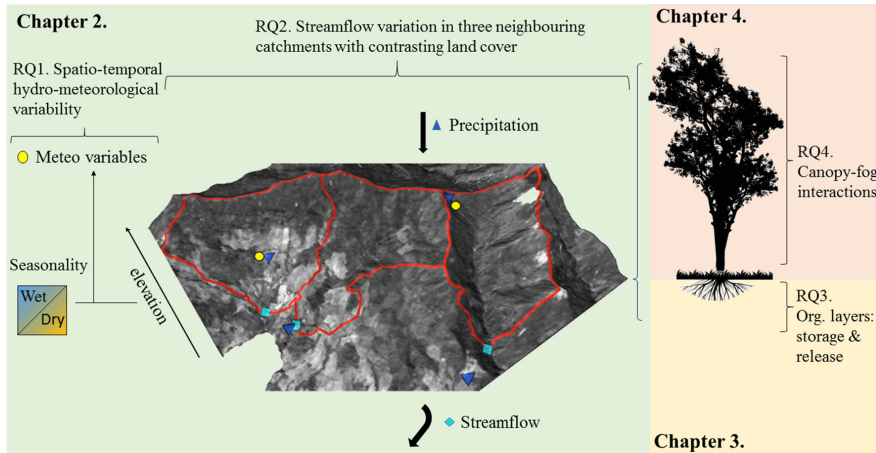 Chapter 2.
RQ2. Streamflow variation in three neighbouring
catchments with contrasting land cover
RQ1. Spatio-temporal
hydro-meteorological
variability
Meteo variables
Precipitation
Seasonality
Wet
Dry
elevation
Streamflow
Chapter 4.
RQ4.
Canopy-fog
interactions
RQ3.
Org. layers:
storage &
release
Chapter 3.